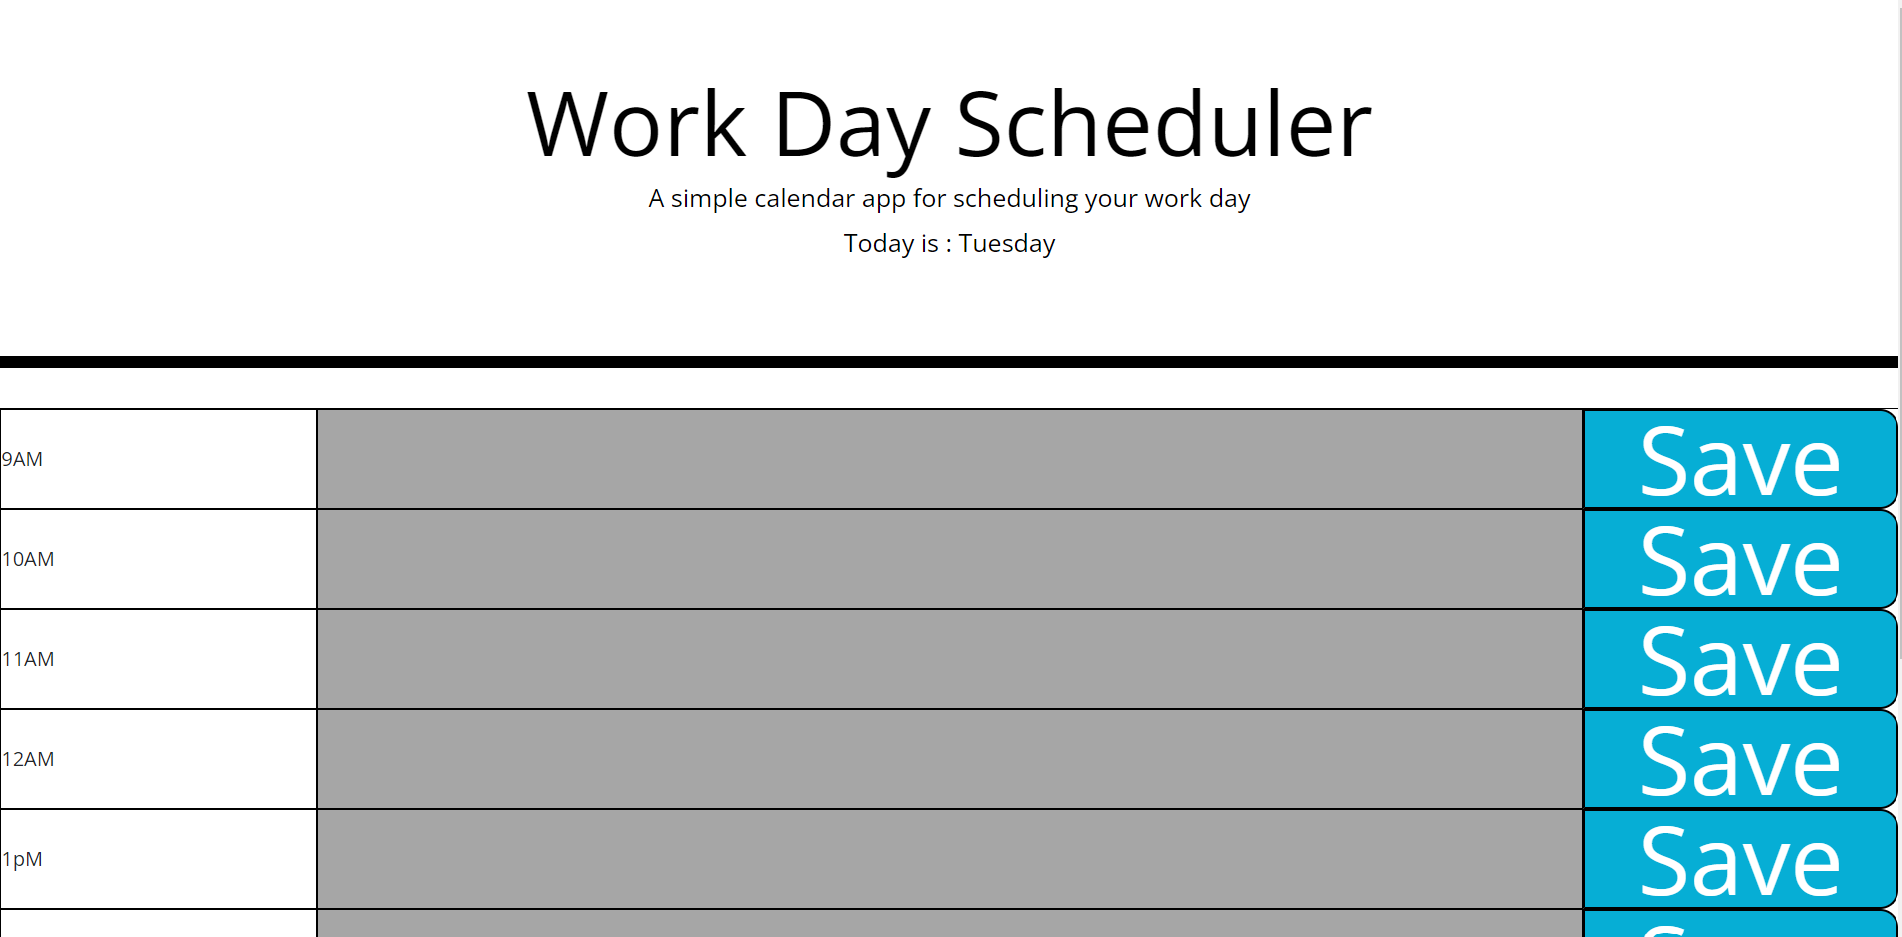 Work Day Scheduler
A simple calendar app for scheduling your work day
Today is : Tuesday
9AM Save
10AM Save
11AM Save
12AM Save
1pM Save